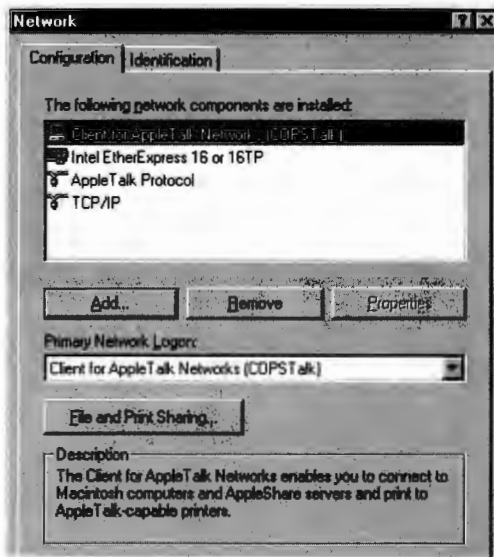 Network
Configuration
Identification
The following network components are installed:
Client for AppleTalk Networks (COPSTalk)
Intel EtherExpress 16 or 16TP
AppleTalk Protocol
TCP/IP
Add...
Remove
Properties
Primary Network Logon:
Client for AppleTalk Networks (COPSTalk)
File and Print Sharing...
Description
The Client for AppleTalk Networks enables you to connect to
Macintosh computers and AppleShare servers and print to
AppleTalk-capable printers.